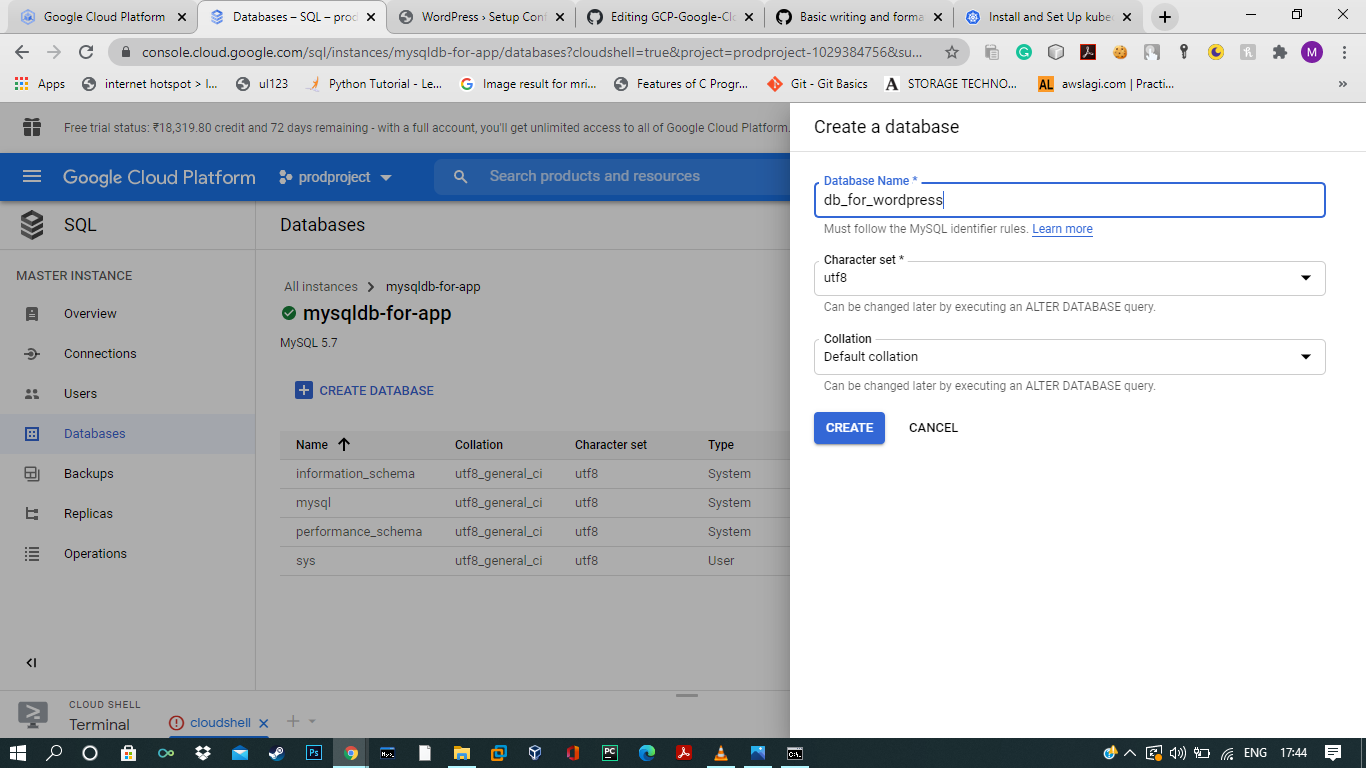 Google Cloud Platform
Databases – SQL – prod
WordPress › Setup Conf
Editing GCP-Google-Clo
Basic writing and forma
Install and Set Up kube
console.cloud.google.com/sql/instances/mysqldb-for-app/databases?cloudshell=true&project=prodproject-1029384756&su...
M
Apps
internet hotspot > l...
ul123
Python Tutorial - Le...
Image result for mri...
Features of C Progr...
Git - Git Basics
STORAGE TECHNO...
awslagi.com | Practi...
Free trial status: ₹18,319.80 credit and 72 days remaining - with a full account, you'll get unlimited access to all of Google Cloud Platform.
Google Cloud Platform
prodproject
Search products and resources
SQL
MASTER INSTANCE
Overview
Connections
Users
Databases
Backups
Replicas
Operations
Databases
All instances
mysqldb-for-app
mysqldb-for-app
MySQL 5.7
CREATE DATABASE
Name Collation Character set Type
information_schema utf8_general_ci utf8 System
mysql utf8_general_ci utf8 System
performance_schema utf8_general_ci utf8 System
sys utf8_general_ci utf8 User
Create a database
Database Name *
db_for_wordpress
Must follow the MySQL identifier rules. Learn more
Character set *
utf8
Can be changed later by executing an ALTER DATABASE query.
Collation
Default collation
Can be changed later by executing an ALTER DATABASE query.
CREATE
CANCEL
CLOUD SHELL
Terminal
cloudshell
ENG
17:44